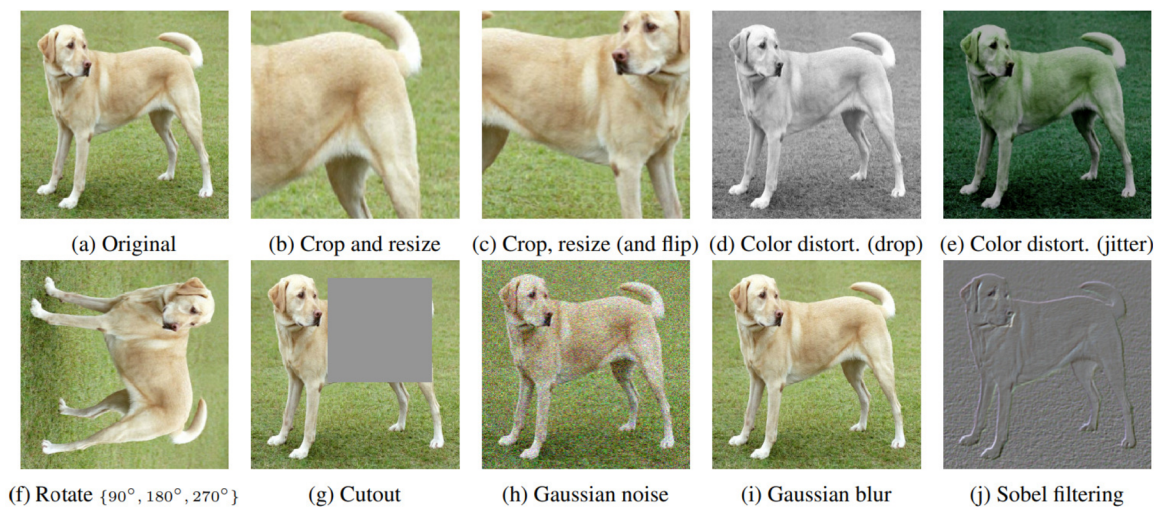 (a) Original
(b) Crop and resize
(c) Crop, resize (and flip)
(d) Color distort. (drop)
(e) Color distort. (jitter)
(f) Rotate {90°, 180°, 270°}
(g) Cutout
(h) Gaussian noise
(i) Gaussian blur
(j) Sobel filtering